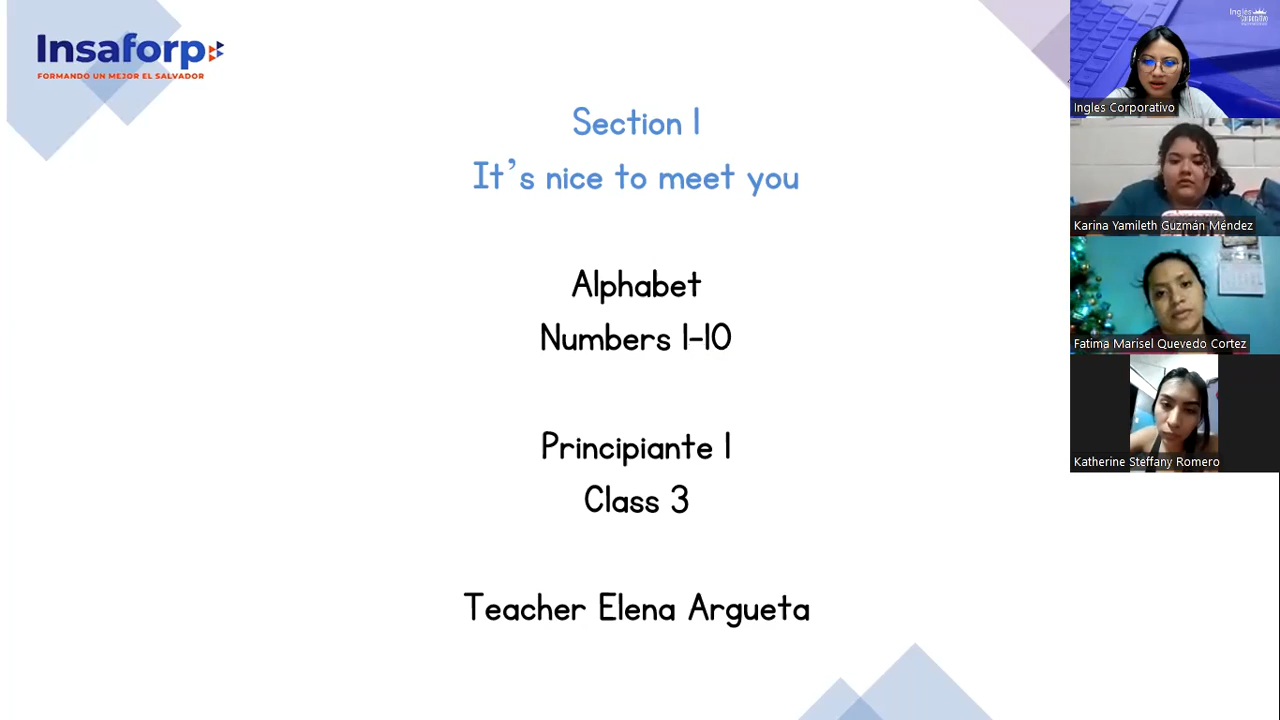 Insaforp
FORMANDO UN MEJOR EL SALVADOR
Section 1
It's nice to meet you
Alphabet
Numbers 1-10
Principiante 1
Class 3
Teacher Elena Argueta
Ingles Corporativo
Karina Yamileth Guzmán Méndez
Fatima Marisel Quevedo Cortez
Katherine Steffany Romero